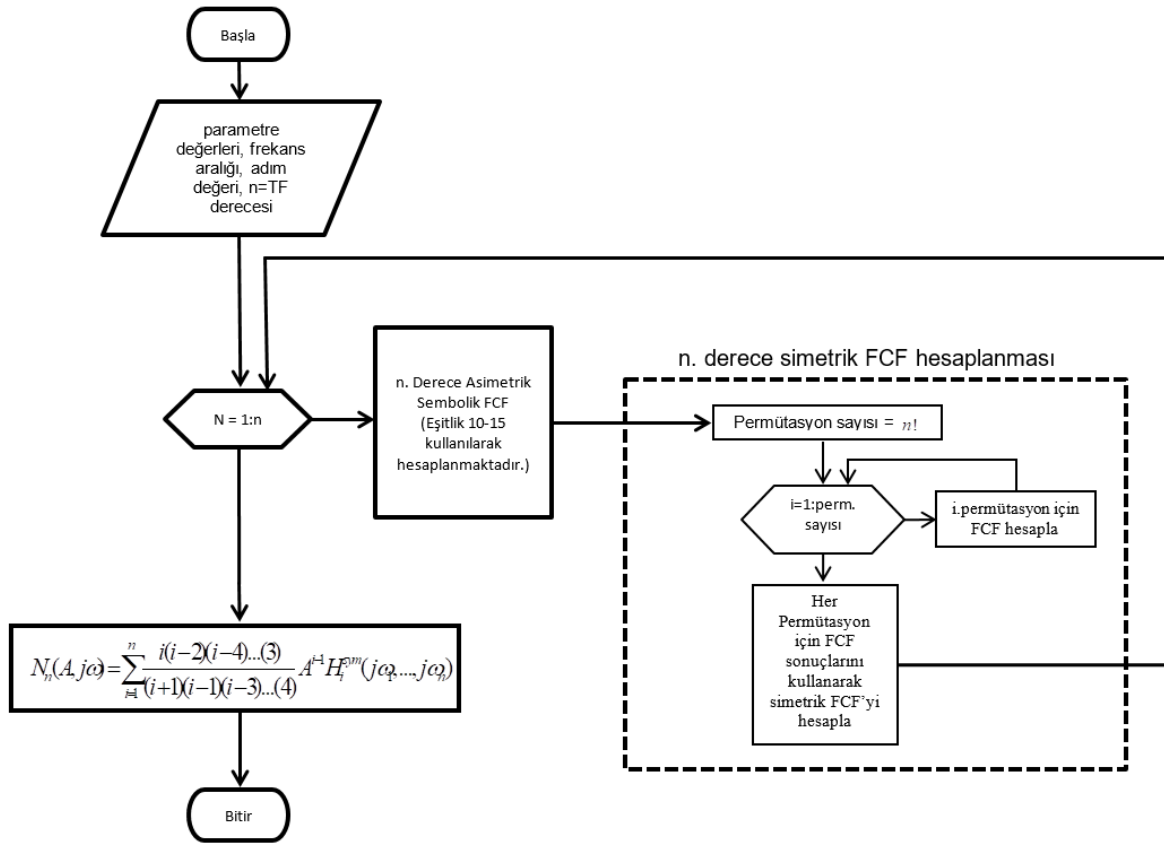 Başla
parametre
değerleri, frekans
aralığı, adım
değeri, n=TF
derecesi
N = 1:n
n. Derece Asimetrik
Sembolik FCF
(Eşitlik 10-15
kullanılarak
hesaplanmaktadır.)
n. derece simetrik FCF hesaplanması
Permütasyon sayısı = n!
i=1:perm.
sayısı
i.permütasyon için
FCF hesapla
Her
Permütasyon
için FCF
sonuçlarını
kullanarak
simetrik FCF’yi
hesapla
N_n(A, jω)=∑_{i=1}^{n} \frac{i(i−2)(i−4)...(3)}{(i+1)(i−1)(i−3)...(4)} A^{i−1}H_i^{sym}(jω_1,...,jω_n)
Bitir